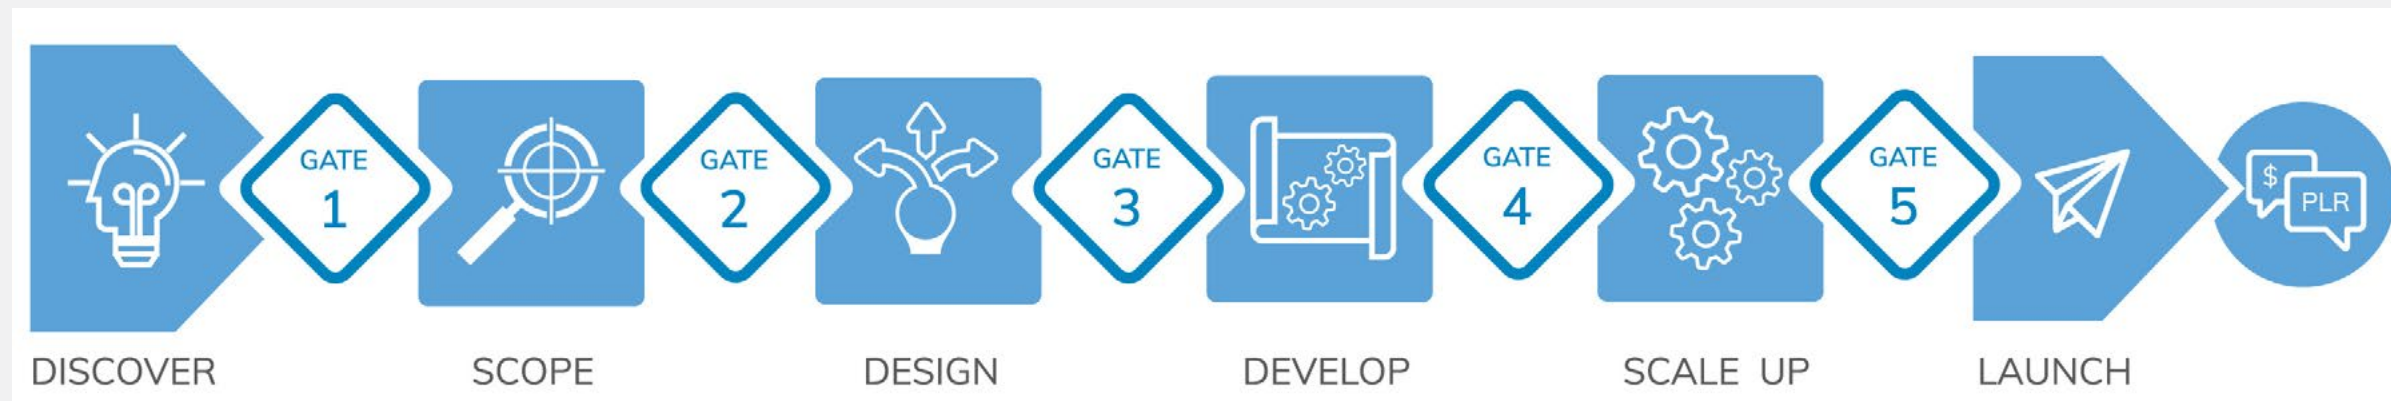 GATE
1
GATE
2
GATE
3
GATE
4
GATE
5
$
PLR
DISCOVER
SCOPE
DESIGN
DEVELOP
SCALE UP
LAUNCH